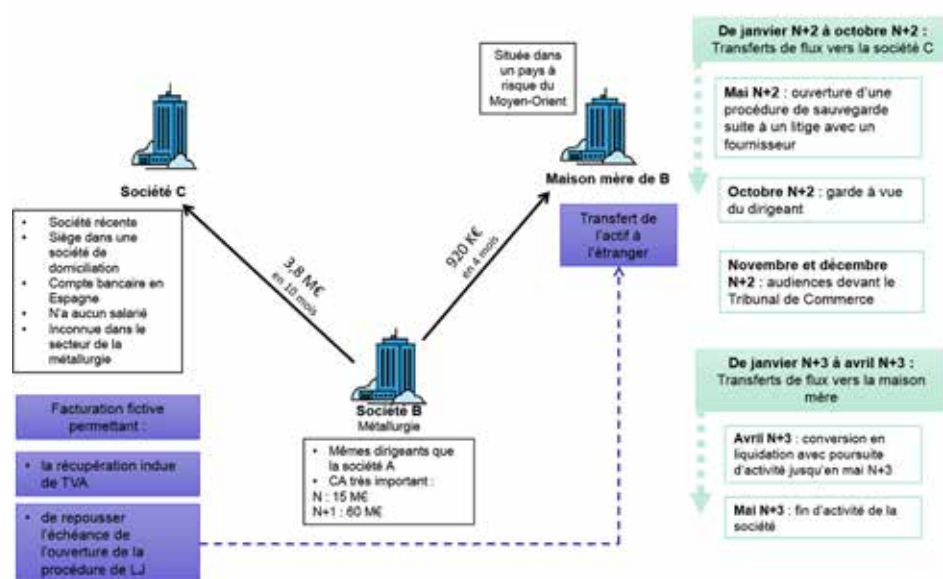 Située dans
un pays à
risque du
Moyen-Orient
Société C
Maison mère de B
• Société récente
• Siège dans une
société de
domiciliation
• Compte bancaire en
Espagne
• N'a aucun salarié
• Inconnue dans le
secteur de la
métallurgie
Transfert de
l'actif à
l'étranger
3,8 M€
en 10 mois
920 K€
en 4 mois
Société B
Métallurgie
• Mêmes dirigeants que
la société A
• CA très important :
N : 15 M€
N+1 : 60 M€
Facturation fictive
permettant :
• la récupération indue
de TVA
• de repousser
l'échéance de
l'ouverture de la
procédure de LJ
De janvier N+2 à octobre N+2 :
Transferts de flux vers la société C
Mai N+2 : ouverture d'une
procédure de sauvegarde
suite à un litige avec un
fournisseur
Octobre N+2 : garde à vue
du dirigeant
Novembre et décembre
N+2 : audiences devant le
Tribunal de Commerce
De janvier N+3 à avril N+3 :
Transferts de flux vers la maison
mère
Avril N+3 : conversion en
liquidation avec poursuite
d'activité jusqu'en mai N+3
Mai N+3 : fin d'activité de la
société